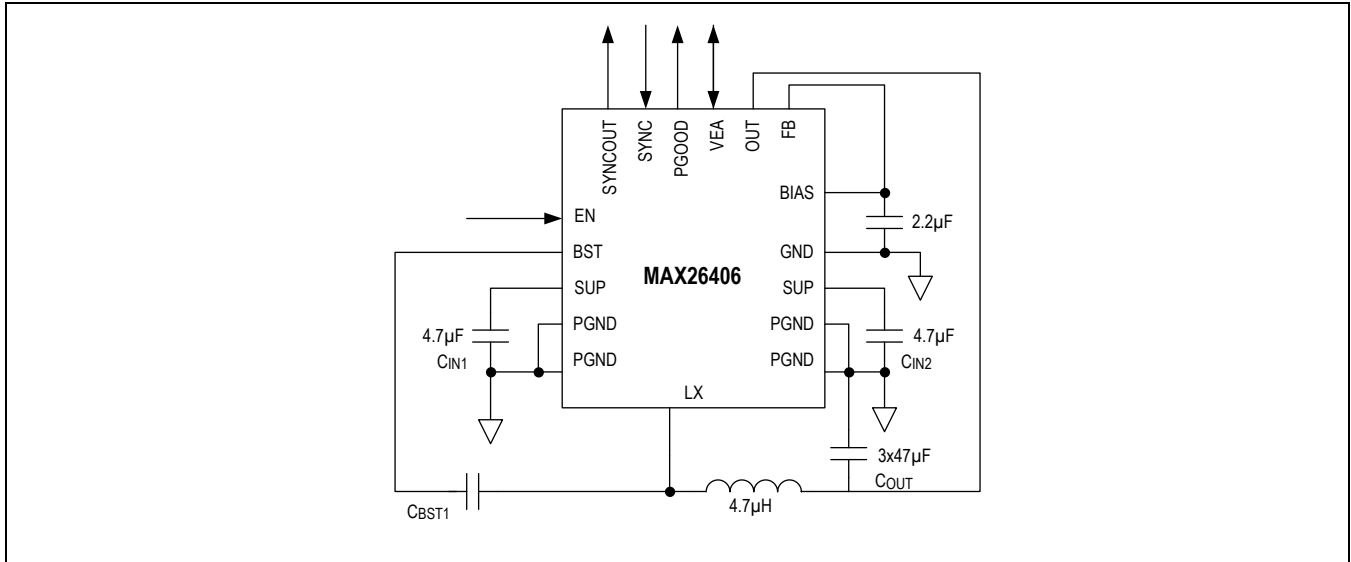 SYNCOUT
SYNC
PGOOD
VEA
OUT
FB
BIAS
2.2µF
EN
BST
GND
MAX26406
SUP
SUP
4.7µF
CIN1
PGND
PGND
4.7µF
CIN2
PGND
PGND
LX
3x47µF
COUT
CBST1
4.7µH